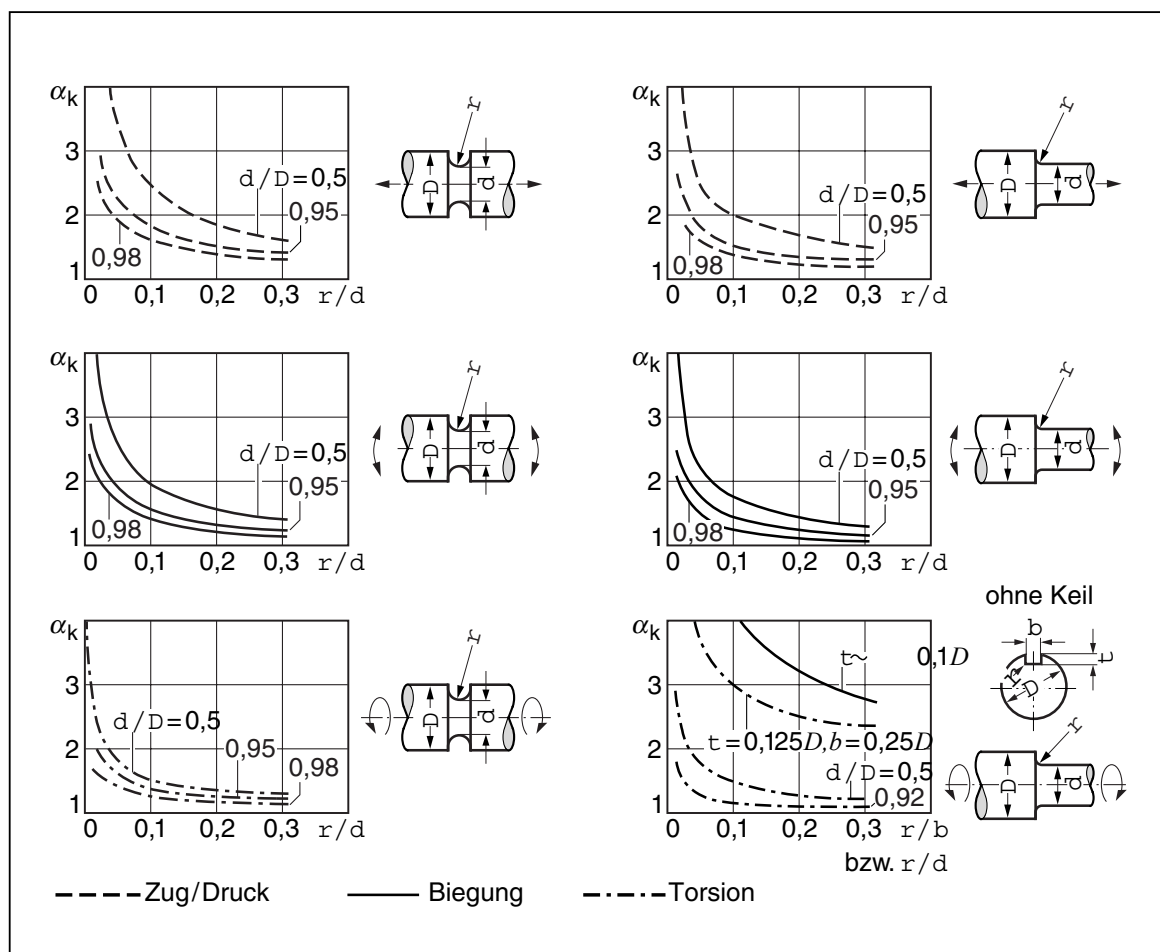 αk
3
2
1
0 0,1 0,2 0,3 r/d
d/D=0,5
0,95
0,98
r
D
d
αk
3
2
1
0 0,1 0,2 0,3 r/d
d/D=0,5
0,95
0,98
r
D
d
αk
3
2
1
0 0,1 0,2 0,3 r/d
d/D=0,5
0,95
0,98
r
D
d
αk
3
2
1
0 0,1 0,2 0,3 r/d
d/D=0,5
0,95
0,98
r
D
d
αk
3
2
1
0 0,1 0,2 0,3 r/d
d/D=0,5
0,95
0,98
r
D
d
αk
3
2
1
0 0,1 0,2 0,3 r/b
bzw. r/d
t~ 0,1D
t=0,125D,b=0,25D
d/D=0,5
0,92
ohne Keil
b
t
r
D
r
D
d
Zug/Druck Biegung Torsion